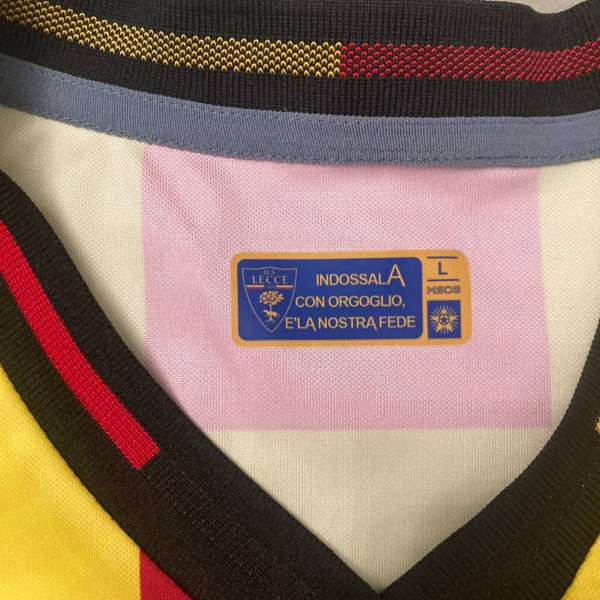 U.S.
LECCE
INDOSSALA
CON ORGOGLIO,
E'LA NOSTRA FEDE
L
M908